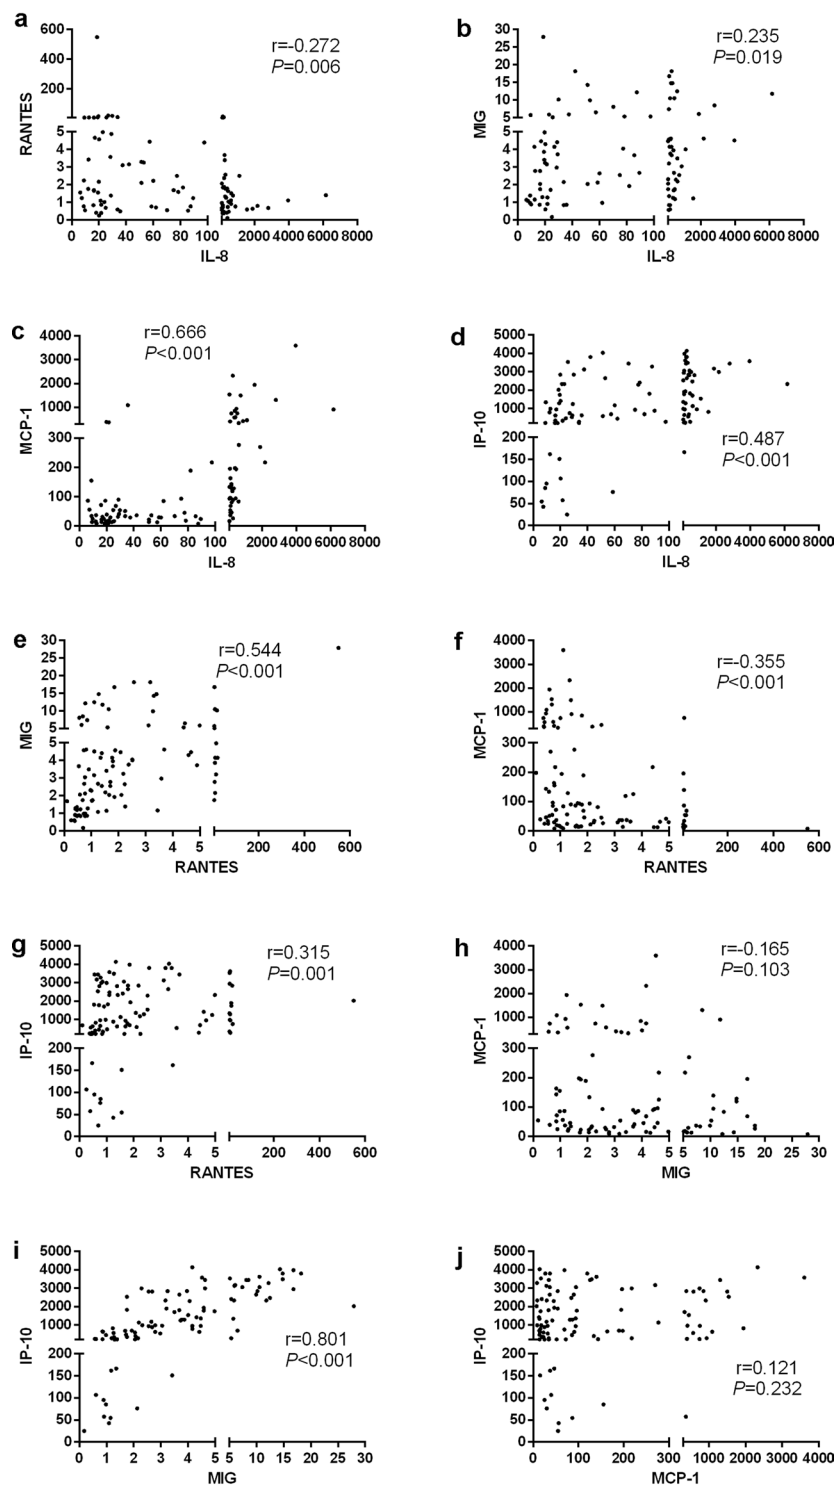 a
600
400
200
5
4
3
2
1
0
RANTES
r=-0.272
P=0.006
0 20 40 60 80 100 2000 4000 6000 8000
IL-8
b
30
25
20
15
10
5
5
4
3
2
1
0
MIG
r=0.235
P=0.019
0 20 40 60 80 100 0 2000 4000 6000 8000
IL-8
c
4000
3000
2000
1000
300
200
100
0
MCP-1
r=0.666
P<0.001
0 20 40 60 80 100 2000 4000 6000 8000
IL-8
d
5000
4000
3000
2000
1000
200
150
100
50
0
IP-10
r=0.487
P<0.001
0 20 40 60 80 100 0 2000 4000 6000 8000
IL-8
e
30
25
20
15
10
5
5
4
3
2
1
0
MIG
r=0.544
P<0.001
0 1 2 3 4 5 200 400 600
RANTES
f
4000
3000
2000
1000
300
200
100
0
MCP-1
r=-0.355
P<0.001
0 1 2 3 4 5 200 400 600
RANTES
g
5000
4000
3000
2000
1000
200
150
100
50
0
IP-10
r=0.315
P=0.001
0 1 2 3 4 5 200 400 600
RANTES
h
4000
3000
2000
1000
300
200
100
0
MCP-1
r=-0.165
P=0.103
0 1 2 3 4 5 5 10 15 20 25 30
MIG
i
5000
4000
3000
2000
1000
200
150
100
50
0
IP-10
r=0.801
P<0.001
0 1 2 3 4 5 5 10 15 20 25 30
MIG
j
5000
4000
3000
2000
1000
200
150
100
50
0
IP-10
r=0.121
P=0.232
0 100 200 300 1000 2000 3000 4000
MCP-1